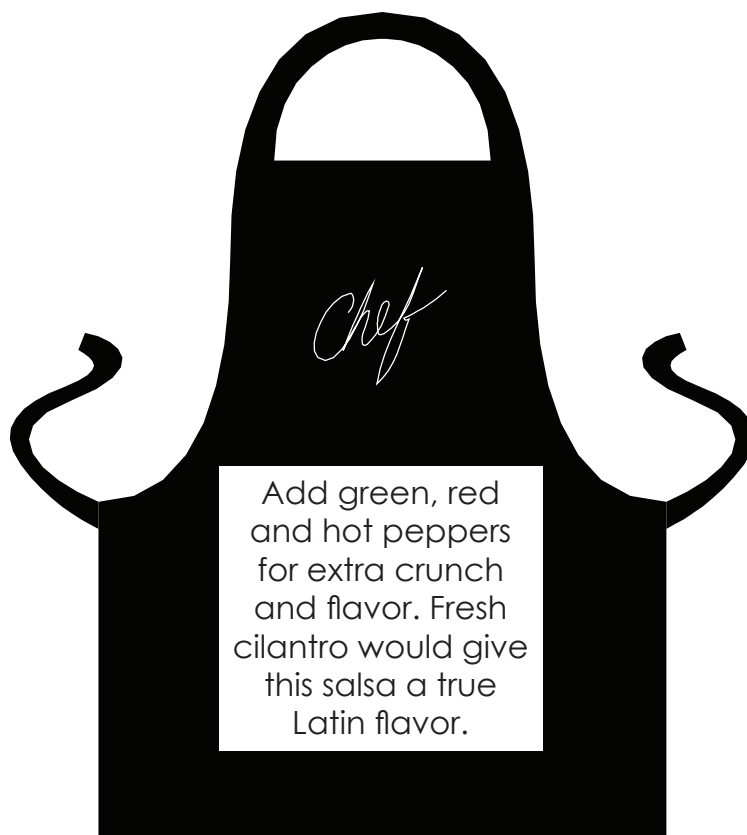 Chef
Add green, red
and hot peppers
for extra crunch
and flavor. Fresh
cilantro would give
this salsa a true
Latin flavor.